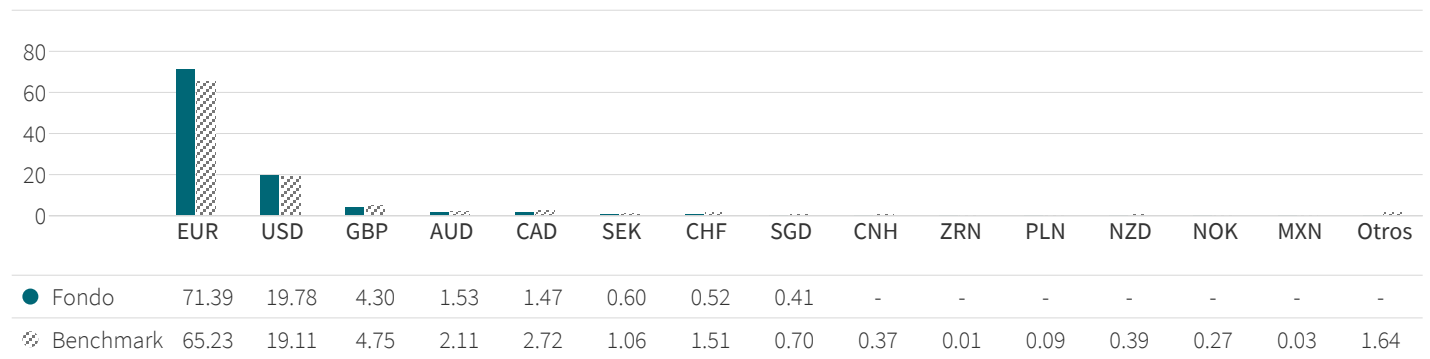 80
60
40
20
0
EUR USD GBP AUD CAD SEK CHF SGD CNH ZRN PLN NZD NOK MXN Otros
Fondo 71.39 19.78 4.30 1.53 1.47 0.60 0.52 0.41 - - - - - - -
Benchmark 65.23 19.11 4.75 2.11 2.72 1.06 1.51 0.70 0.37 0.01 0.09 0.39 0.27 0.03 1.64